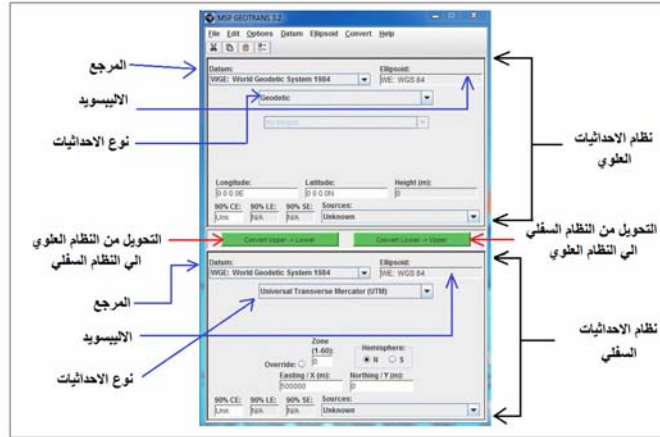 MSP GEOTRANS 3.2
File Edit Options Datum Ellipsoid Convert Help
المرجع
Datum: Ellipsoid:
WGE: World Geodetic System 1984 WE: WGS 84
الاليبسويد
Geodetic
نوع الاحداثيات
No height
نظام الاحداثيات
العلوي
Longitude: Latitude: Height (m):
0 0 0.0E 0 0 0.0N 0
90% CE: 90% LE: 90% SE: Sources:
Unk N/A N/A Unknown
التحويل من النظام العلوي
الي النظام السفلي
Convert Upper -> Lower Convert Lower -> Upper
التحويل من النظام السفلي
الي النظام العلوي
Datum: Ellipsoid:
WGE: World Geodetic System 1984 WE: WGS 84
المرجع
Universal Transverse Mercator (UTM)
الاليبسويد
نظام الاحداثيات
السفلي
نوع الاحداثيات
Zone
(1-60): Hemisphere:
Override: 0 N S
Easting / X (m): Northing / Y (m):
500000 0
90% CE: 90% LE: 90% SE: Sources:
Unk N/A N/A Unknown